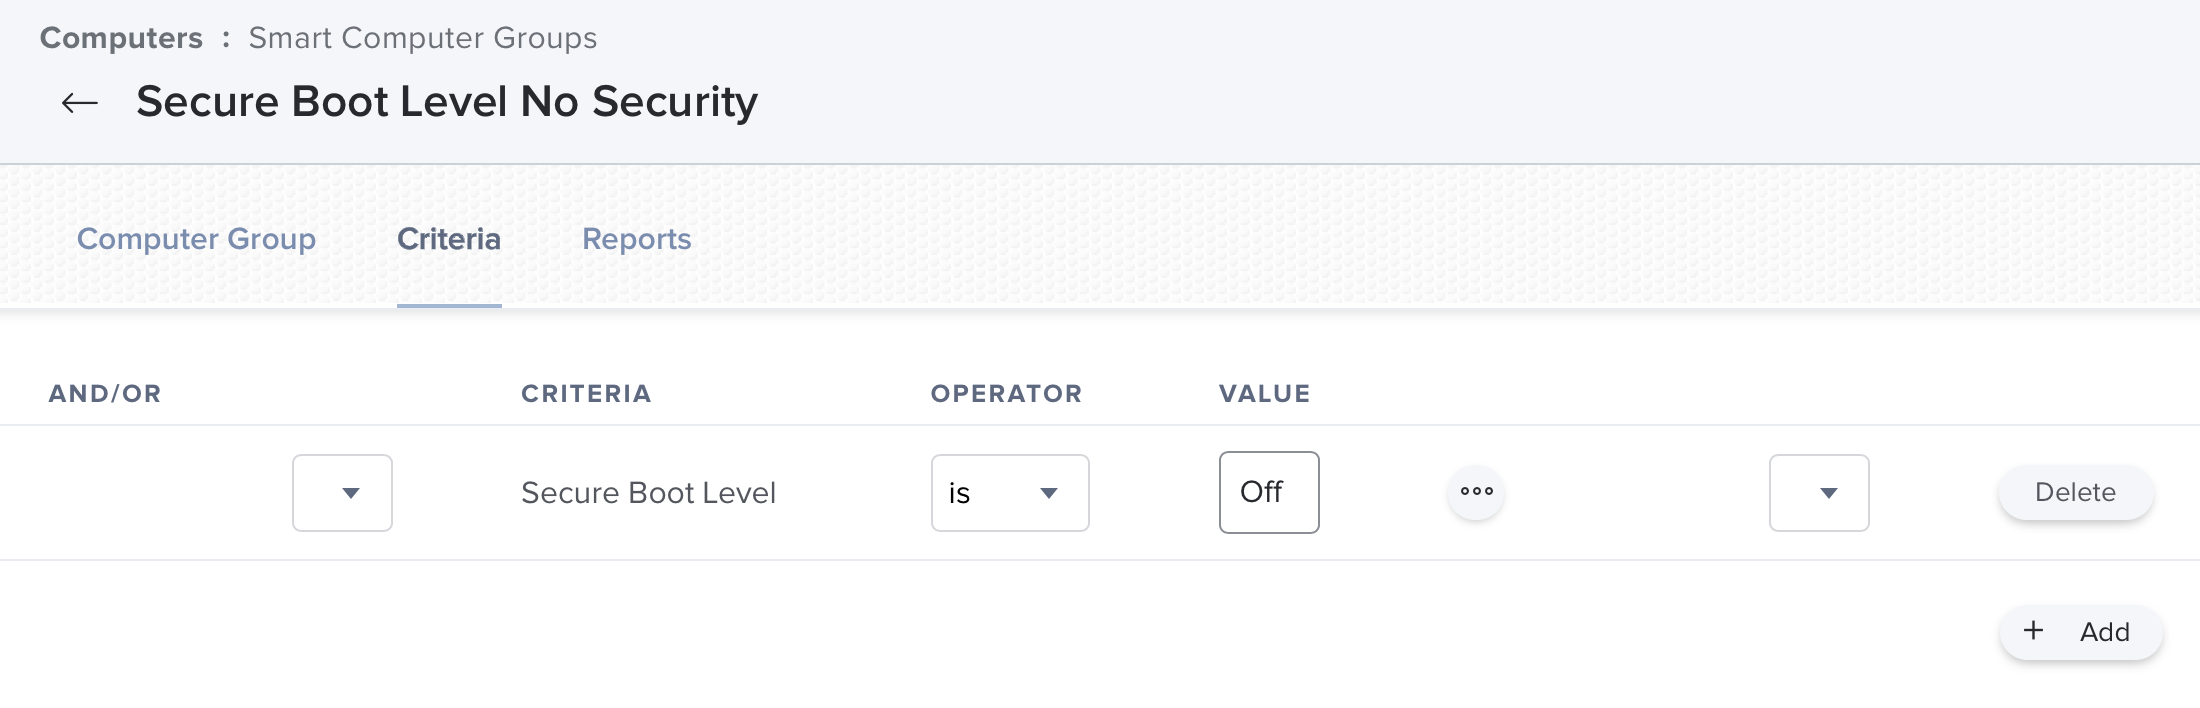 Computers : Smart Computer Groups
Secure Boot Level No Security
Computer Group Criteria Reports
AND/OR CRITERIA OPERATOR VALUE
Secure Boot Level is Off Delete
+ Add